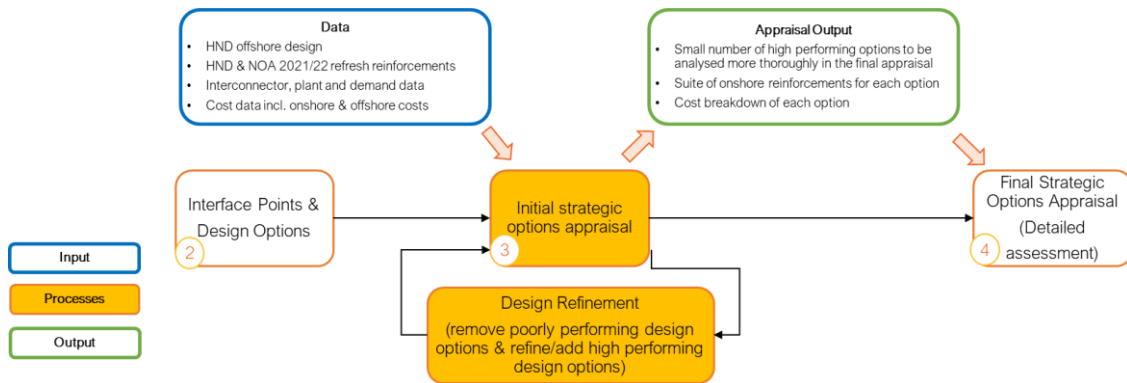 Data
• HND offshore design
• HND & NOA 2021/22 refresh reinforcements
• Interconnector, plant and demand data
• Cost data incl. onshore & offshore costs
Appraisal Output
• Small number of high performing options to be
analysed more thoroughly in the final appraisal
• Suite of onshore reinforcements for each option
• Cost breakdown of each option
Interface Points &
Design Options
2
Initial strategic
options appraisal
3
Final Strategic
Options Appraisal
(Detailed
assessment)
4
Input
Processes
Output
Design Refinement
(remove poorly performing design
options & refine/add high performing
design options)